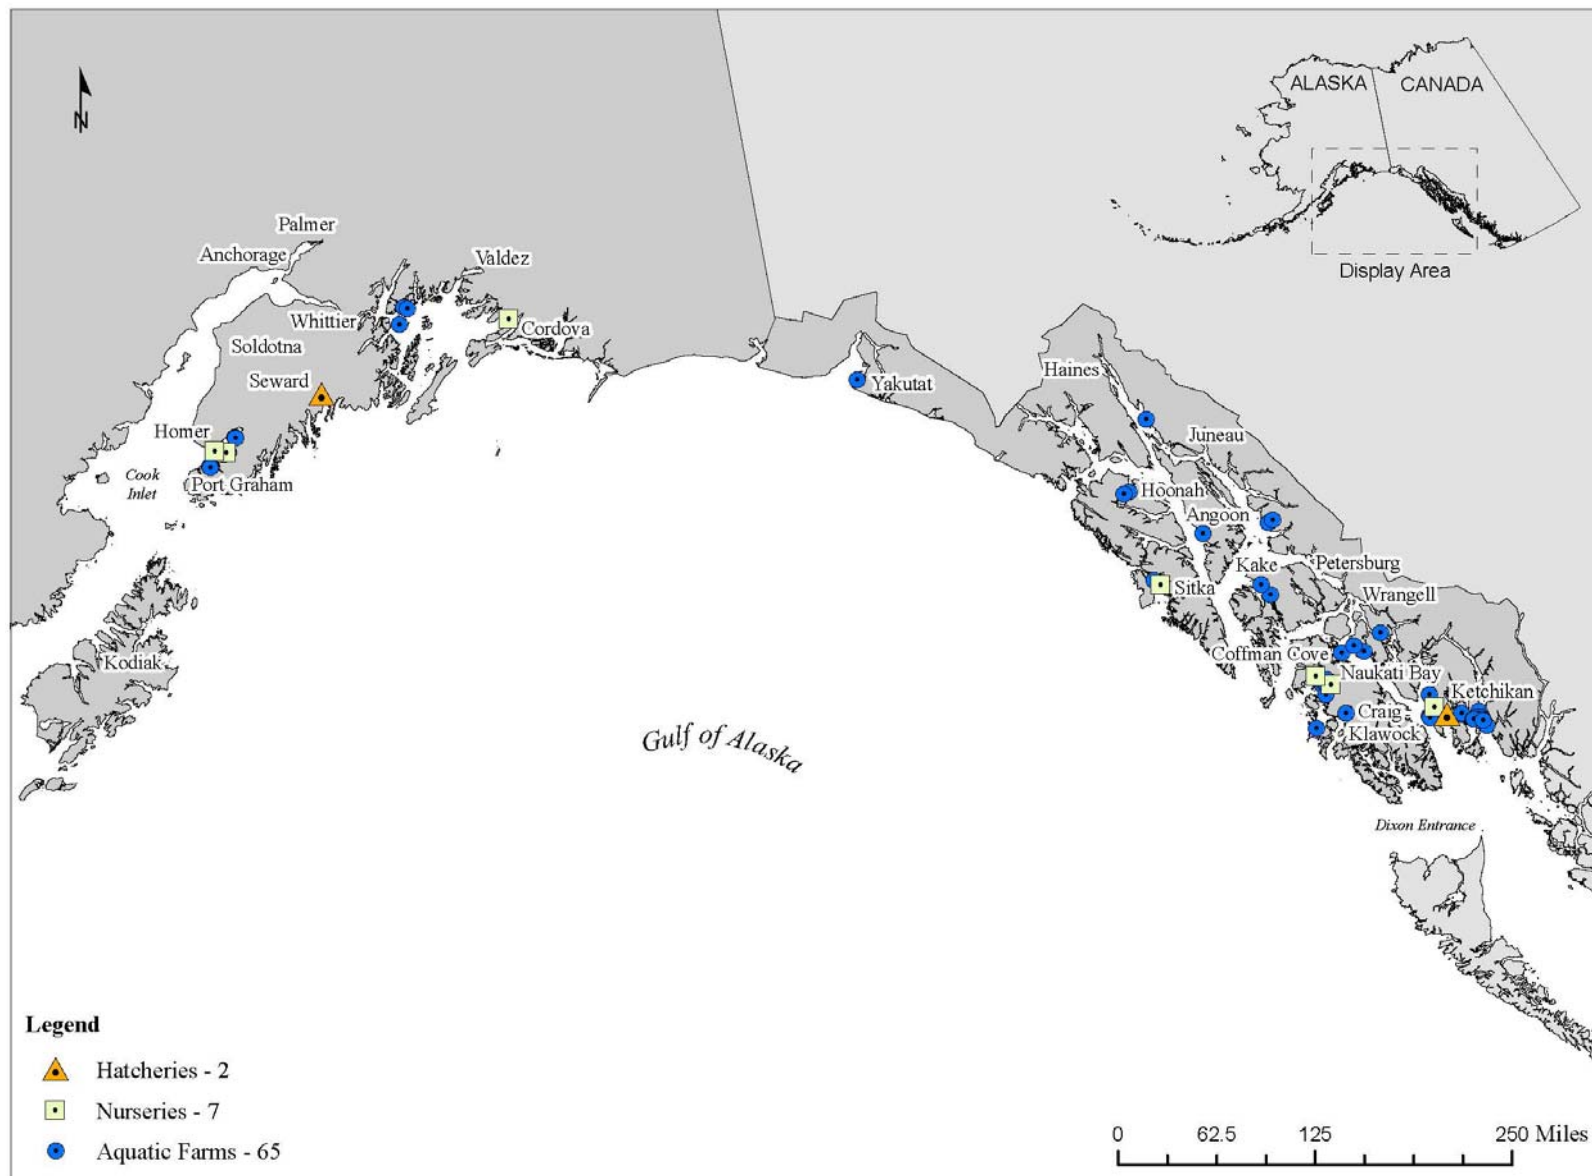 N
ALASKA
CANADA
Display Area
Palmer
Anchorage
Valdez
Whittier
Cordova
Soldotna
Seward
Homer
Cook
Inlet
Port Graham
Kodiak
Yakutat
Haines
Juneau
Hoonah
Angoon
Kake
Petersburg
Sitka
Wrangell
Coffman Cove
Naukati Bay
Ketchikan
Craig
Klawock
Gulf of Alaska
Dixon Entrance
Legend
Hatcheries - 2
Nurseries - 7
Aquatic Farms - 65
0 62.5 125 250 Miles